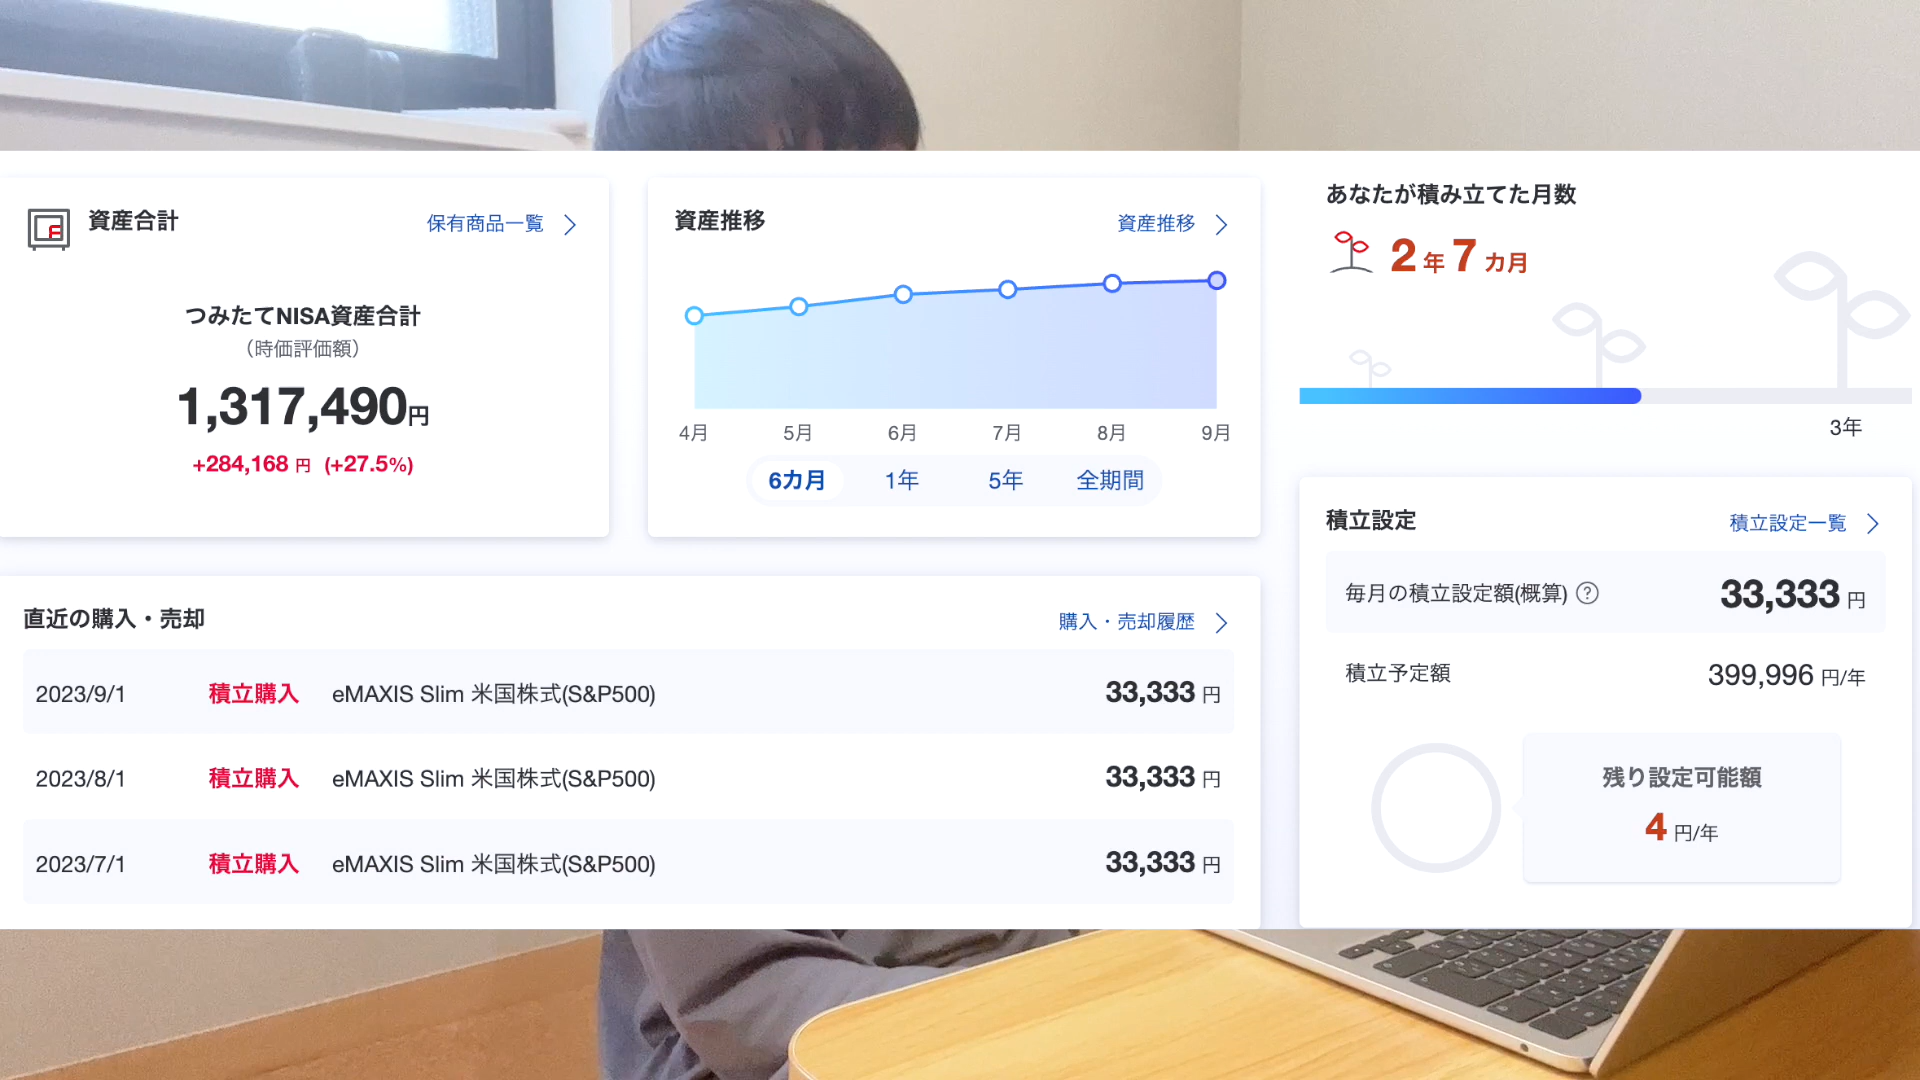 資産合計
保有商品一覧
つみたてNISA資産合計
（時価評価額）
1,317,490円
+284,168 円 (+27.5%)
資産推移
資産推移
4月 5月 6月 7月 8月 9月
6カ月 1年 5年 全期間
あなたが積み立てた月数
2年7カ月
3年
直近の購入・売却
購入・売却履歴
2023/9/1 積立購入 eMAXIS Slim 米国株式(S&P500) 33,333 円
2023/8/1 積立購入 eMAXIS Slim 米国株式(S&P500) 33,333 円
2023/7/1 積立購入 eMAXIS Slim 米国株式(S&P500) 33,333 円
積立設定
積立設定一覧
毎月の積立設定額(概算) ? 33,333 円
積立予定額 399,996 円/年
残り設定可能額
4 円/年